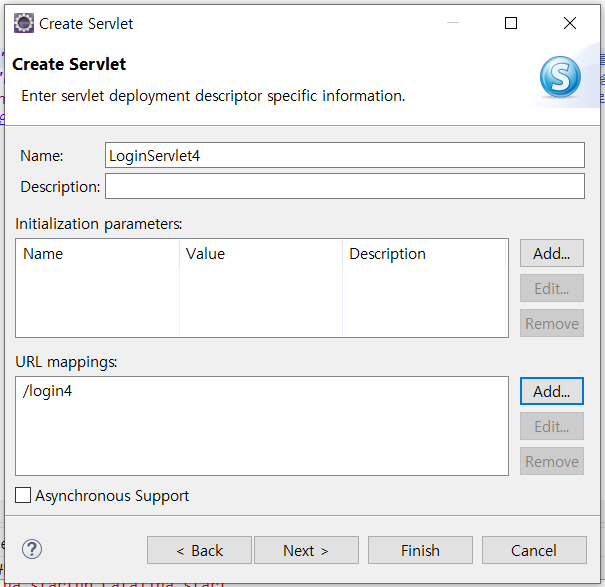 Create Servlet
Create Servlet
Enter servlet deployment descriptor specific information.
Name: LoginServlet4
Description:
Initialization parameters:
Name Value Description
Add...
Edit...
Remove
URL mappings:
/login4
Add...
Edit...
Remove
Asynchronous Support
? < Back Next > Finish Cancel